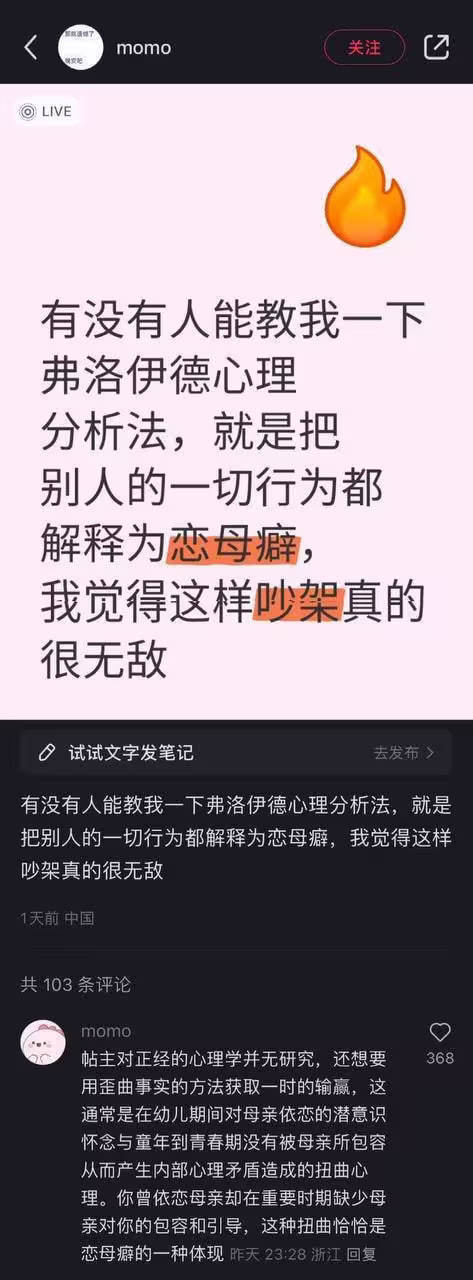 那就遗憾了
晚安吧
momo
关注
LIVE
有没有人能教我一下
弗洛伊德心理
分析法，就是把
别人的一切行为都
解释为恋母癖，
我觉得这样吵架真的
很无敌
试试文字发笔记
去发布
有没有人能教我一下弗洛伊德心理分析法，就是
把别人的一切行为都解释为恋母癖，我觉得这样
吵架真的很无敌
1天前 中国
共 103 条评论
momo
帖主对正经的心理学并无研究，还想要
用歪曲事实的方法获取一时的输赢，这
通常是在幼儿期间对母亲依恋的潜意识
怀念与童年到青春期没有被母亲所包容
从而产生内部心理矛盾造成的扭曲心
理。你曾依恋母亲却在重要时期缺少母
亲对你的包容和引导，这种扭曲恰恰是
恋母癖的一种体现 昨天 23:28 浙江 回复
368